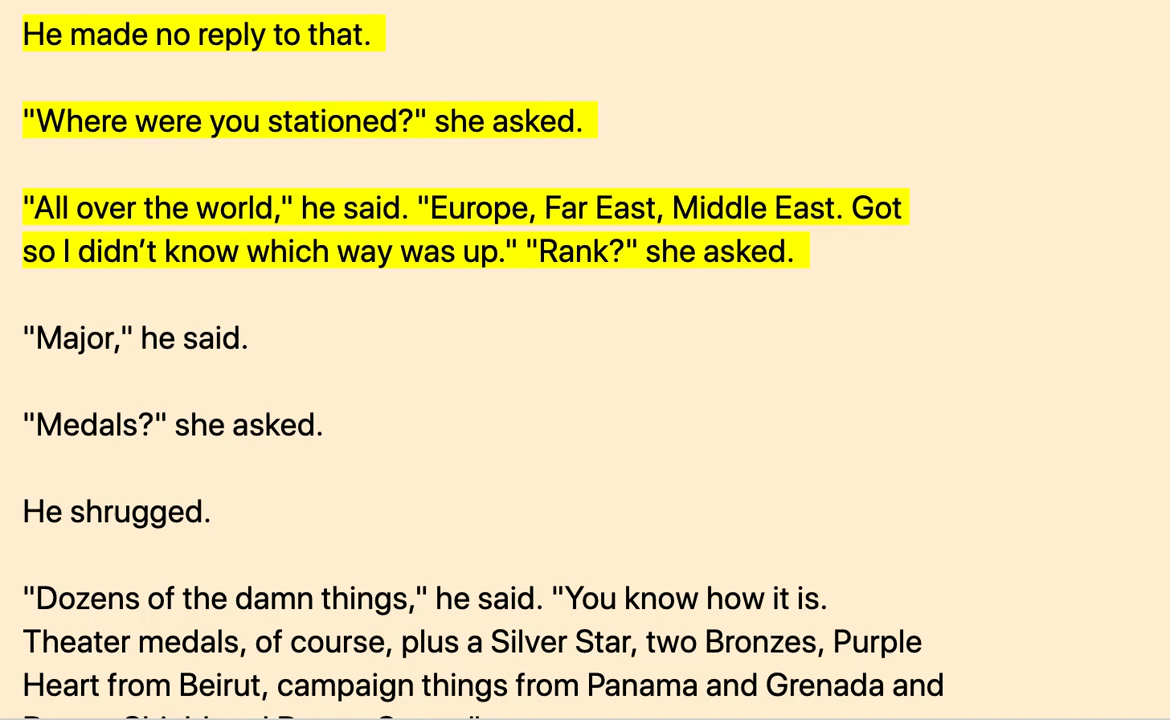 He made no reply to that.
"Where were you stationed?" she asked.
"All over the world," he said. "Europe, Far East, Middle East. Got
so I didn’t know which way was up." "Rank?" she asked.
"Major," he said.
"Medals?" she asked.
He shrugged.
"Dozens of the damn things," he said. "You know how it is.
Theater medals, of course, plus a Silver Star, two Bronzes, Purple
Heart from Beirut, campaign things from Panama and Grenada and